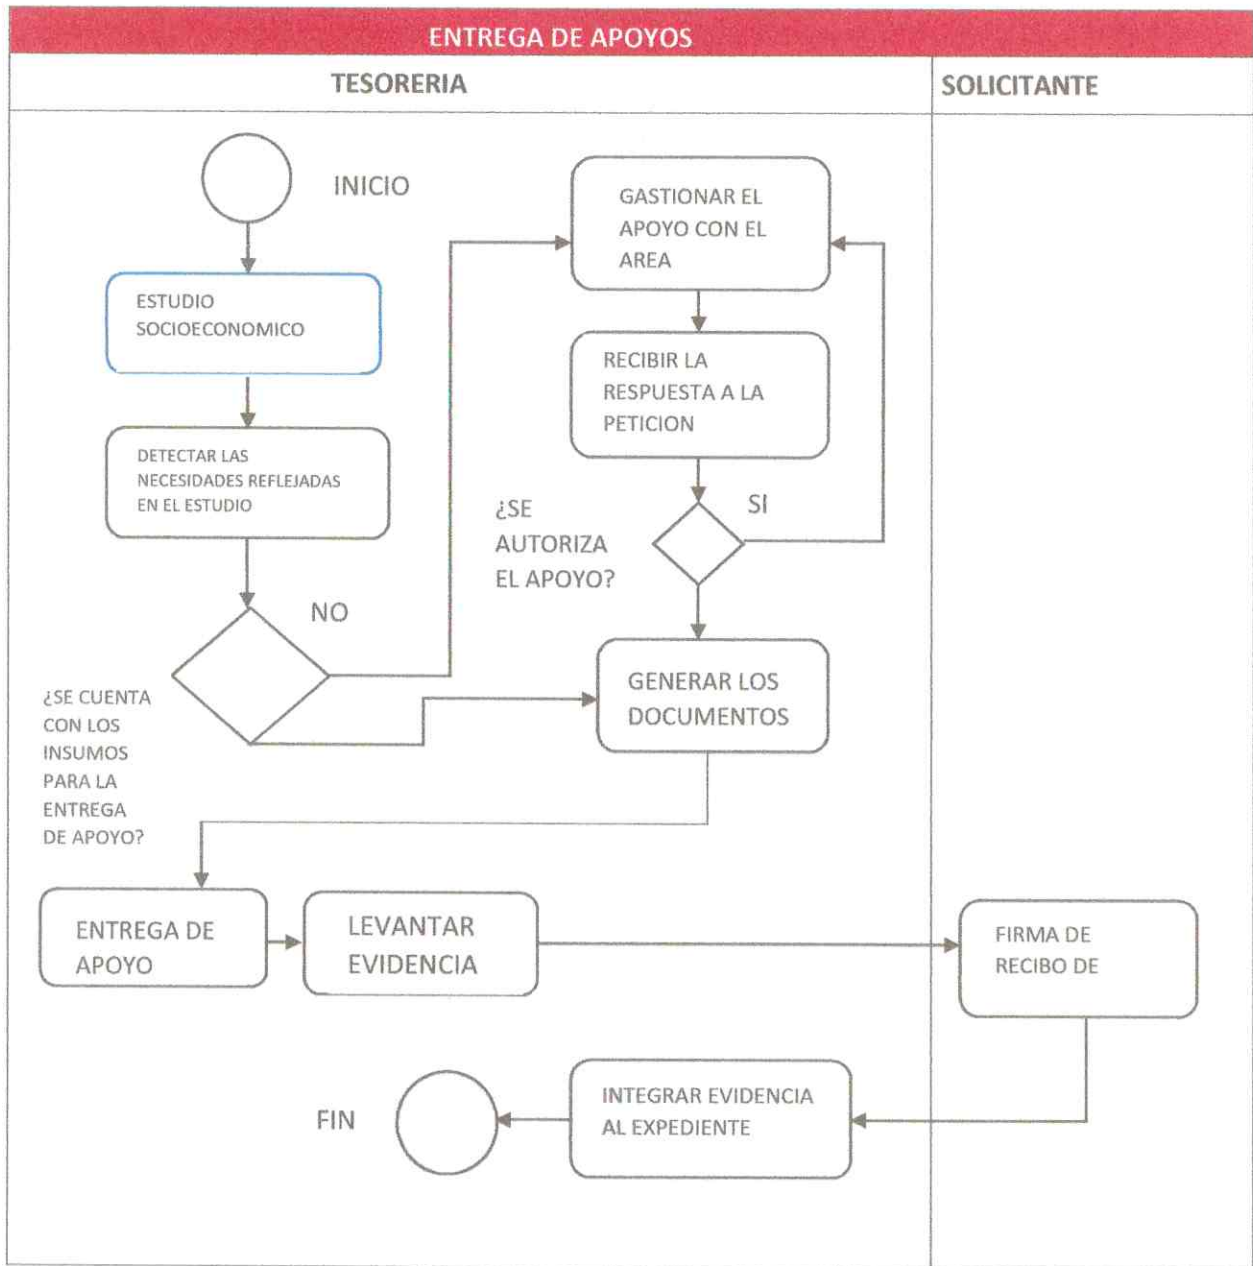 ENTREGA DE APOYOS
TESORERIA
SOLICITANTE
INICIO
ESTUDIO
SOCIOECONOMICO
DETECTAR LAS
NECESIDADES REFLEJADAS
EN EL ESTUDIO
NO
¿SE CUENTA
CON LOS
INSUMOS
PARA LA
ENTREGA
DE APOYO?
GASTIONAR EL
APOYO CON EL
AREA
RECIBIR LA
RESPUESTA A LA
PETICION
¿SE
AUTORIZA
EL APOYO?
SI
GENERAR LOS
DOCUMENTOS
ENTREGA DE
APOYO
LEVANTAR
EVIDENCIA
FIRMA DE
RECIBO DE
INTEGRAR EVIDENCIA
AL EXPEDIENTE
FIN